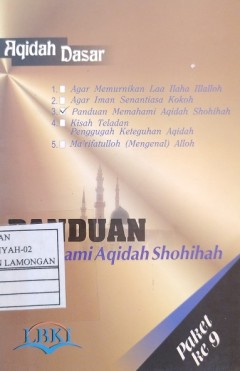 Aqidah Dasar
1. Agar Memurnikan Laa Ilaha Illalloh
2. Agar Iman Senantiasa Kokoh
3. Panduan Memahami Aqidah Shohihah
4. Kisah Teladan
Penggugah Keteguhan Aqidah
5. Ma'rifatulloh (Mengenal) Alloh
PANDUAN
ami Aqidah Shohihah
AN
IYAH-02
N LAMONGAN
LBKI
Paket
ke 9